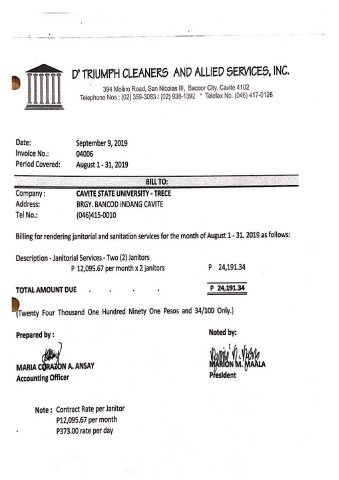 D' TRIUMPH CLEANERS AND ALLIED SERVICES, INC.
394 Molino Road, San Nicolas III, Bacoor City, Cavite 4102
Telephone Nos.: (02) 359-3083 / (02) 938-1392 * Telefax No. (046) 417-0126
Date: September 9, 2019
Invoice No.: 04006
Period Covered: August 1 - 31, 2019
BILL TO:
Company : CAVITE STATE UNIVERSITY - TRECE
Address: BRGY. BANCOD INDANG CAVITE
Tel No.: (046)415-0010
Billing for rendering janitorial and sanitation services for the month of August 1 - 31, 2019 as follows:
Description - Janitorial Services - Two (2) Janitors
P 12,095.67 per month x 2 janitors P 24,191.34
TOTAL AMOUNT DUE . . . . P 24,191.34
(Twenty Four Thousand One Hundred Ninety One Pesos and 34/100 Only.)
Prepared by : Noted by:
MARIA CORAZON A. ANSAY MARION M. MAALA
Accounting Officer President
Note : Contract Rate per Janitor
P12,095.67 per month
P373.00 rate per day